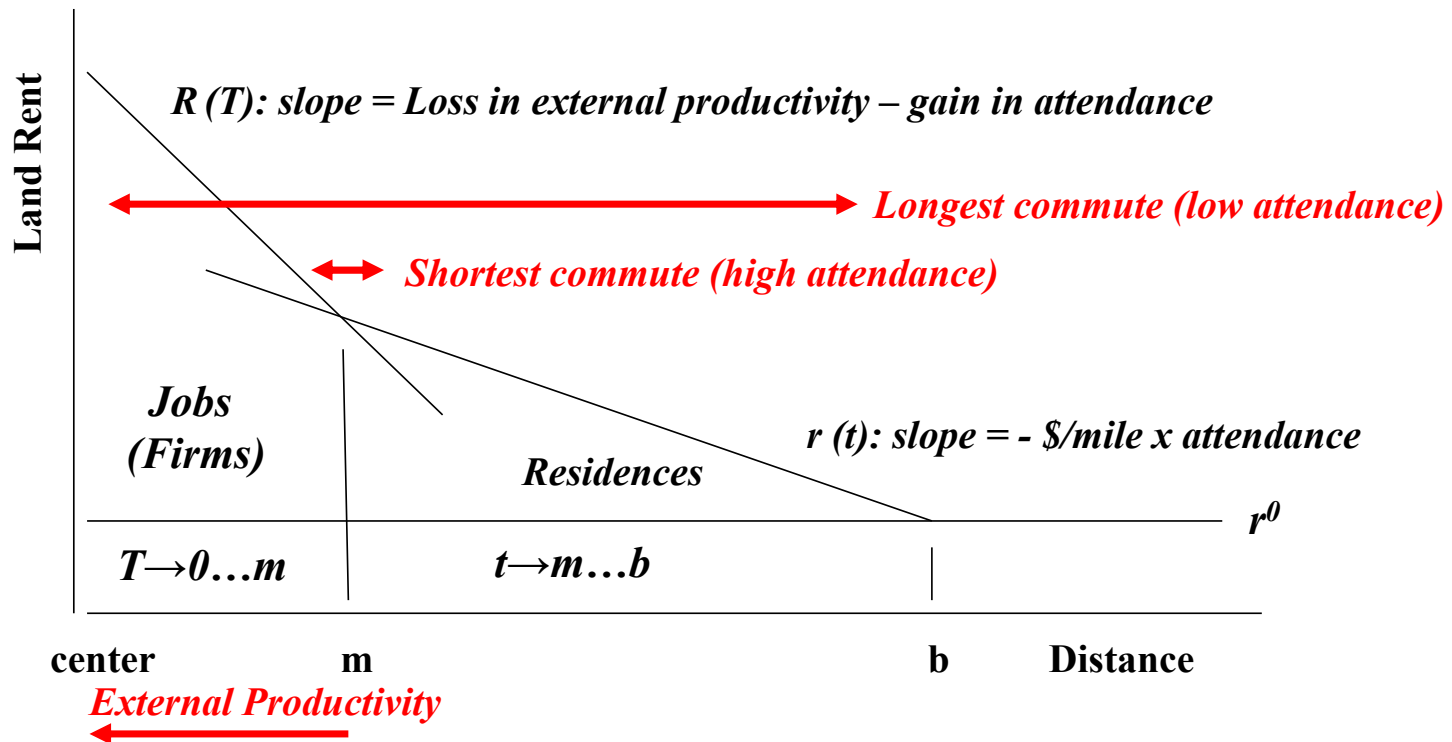 Land Rent
R (T): slope = Loss in external productivity – gain in attendance
Longest commute (low attendance)
Shortest commute (high attendance)
Jobs
(Firms)
r (t): slope = - $/mile x attendance
Residences
r⁰
T→0…m
t→m…b
center
m
b
Distance
External Productivity